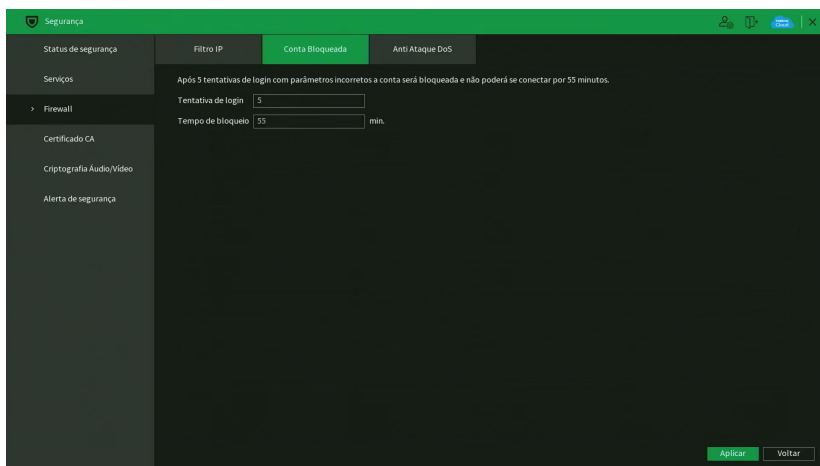 Segurança
Cloud
Status de segurança
Serviços
Firewall
Certificado CA
Criptografia Áudio/Vídeo
Alerta de segurança
Filtro IP
Conta Bloqueada
Anti Ataque DoS
Após 5 tentativas de login com parâmetros incorretos a conta será bloqueada e não poderá se conectar por 55 minutos.
Tentativa de login 5
Tempo de bloqueio 55 min.
Aplicar
Voltar